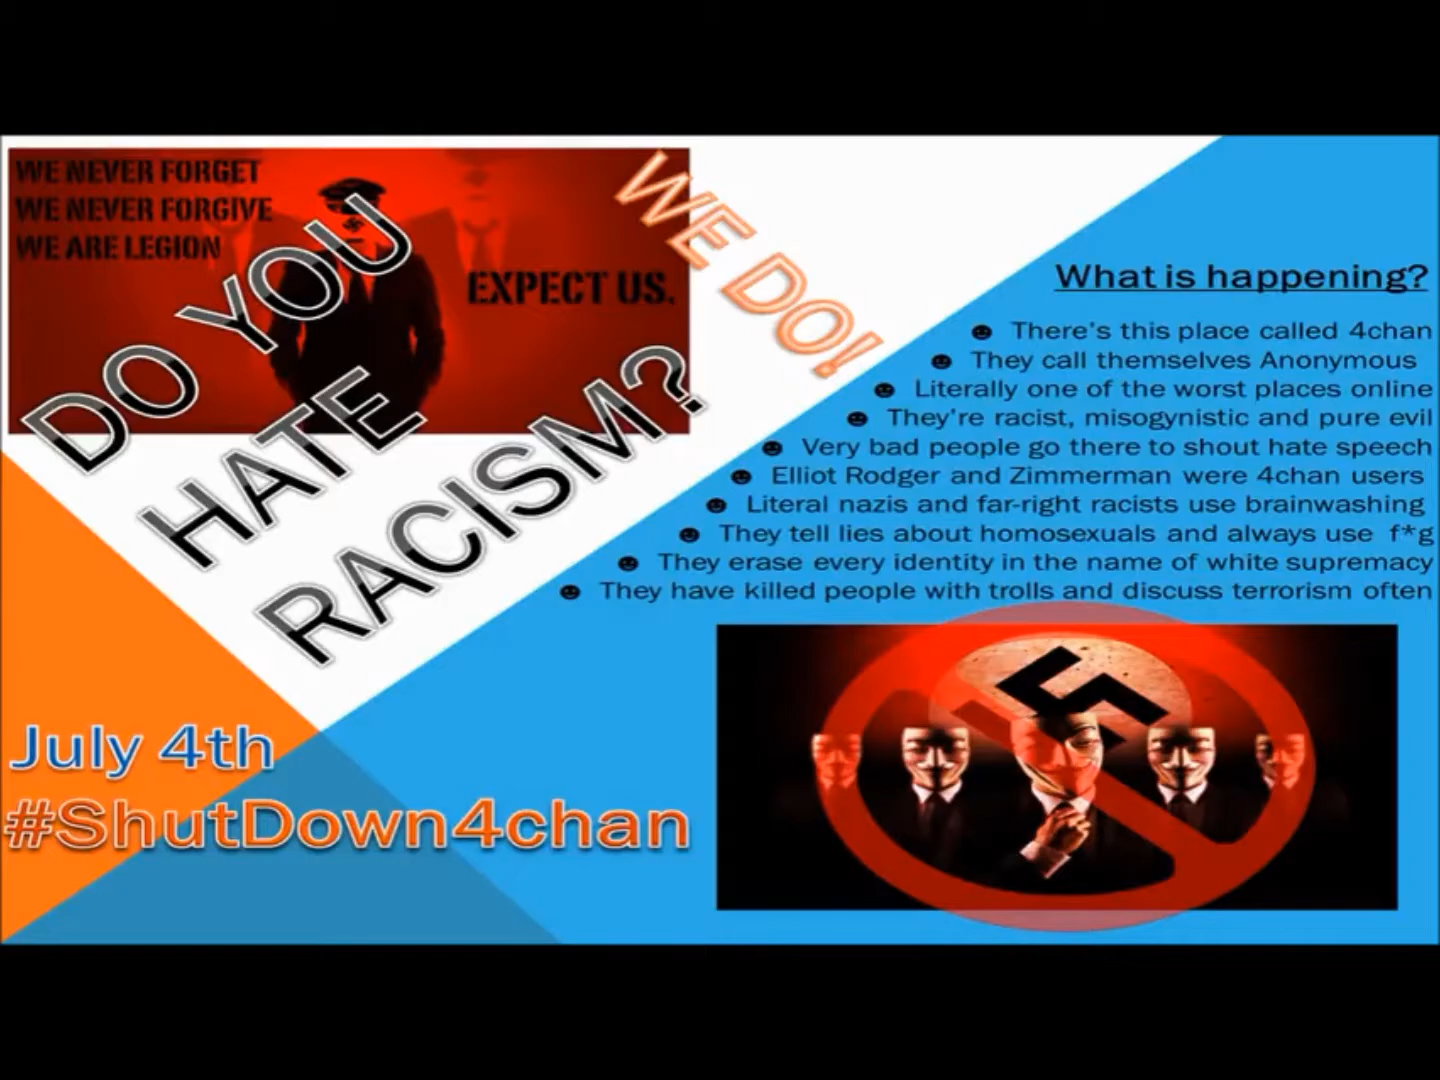 WE NEVER FORGET
WE NEVER FORGIVE
WE ARE LEGION
EXPECT US.
DO YOU
HATE
RACISM?
WE DO!
What is happening?
There's this place called 4chan
They call themselves Anonymous
Literally one of the worst places online
They're racist, misogynistic and pure evil
Very bad people go there to shout hate speech
Elliot Rodger and Zimmerman were 4chan users
Literal nazis and far-right racists use brainwashing
They tell lies about homosexuals and always use f*g
They erase every identity in the name of white supremacy
They have killed people with trolls and discuss terrorism often
July 4th
#ShutDown4chan